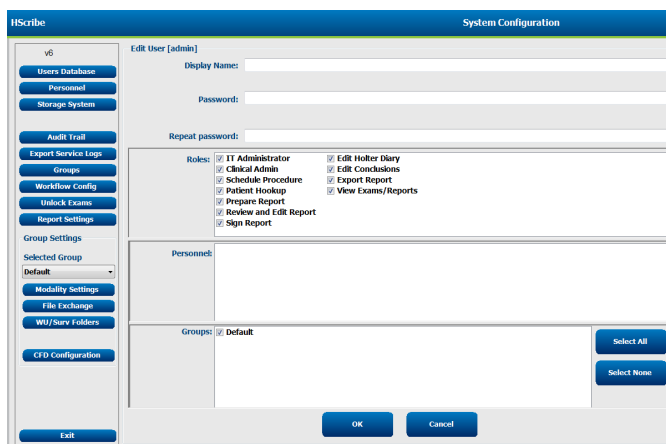 HScribe
System Configuration
v6
Users Database
Personnel
Storage System
Audit Trail
Export Service Logs
Groups
Workflow Config
Unlock Exams
Report Settings
Group Settings
Selected Group
Default
Modality Settings
File Exchange
WU/Surv Folders
CFD Configuration
Exit
Edit User [admin]
Display Name:
Password:
Repeat password:
Roles:
IT Administrator
Clinical Admin
Schedule Procedure
Patient Hookup
Prepare Report
Review and Edit Report
Sign Report
Edit Holter Diary
Edit Conclusions
Export Report
View Exams/Reports
Personnel:
Groups:
Default
Select All
Select None
OK
Cancel